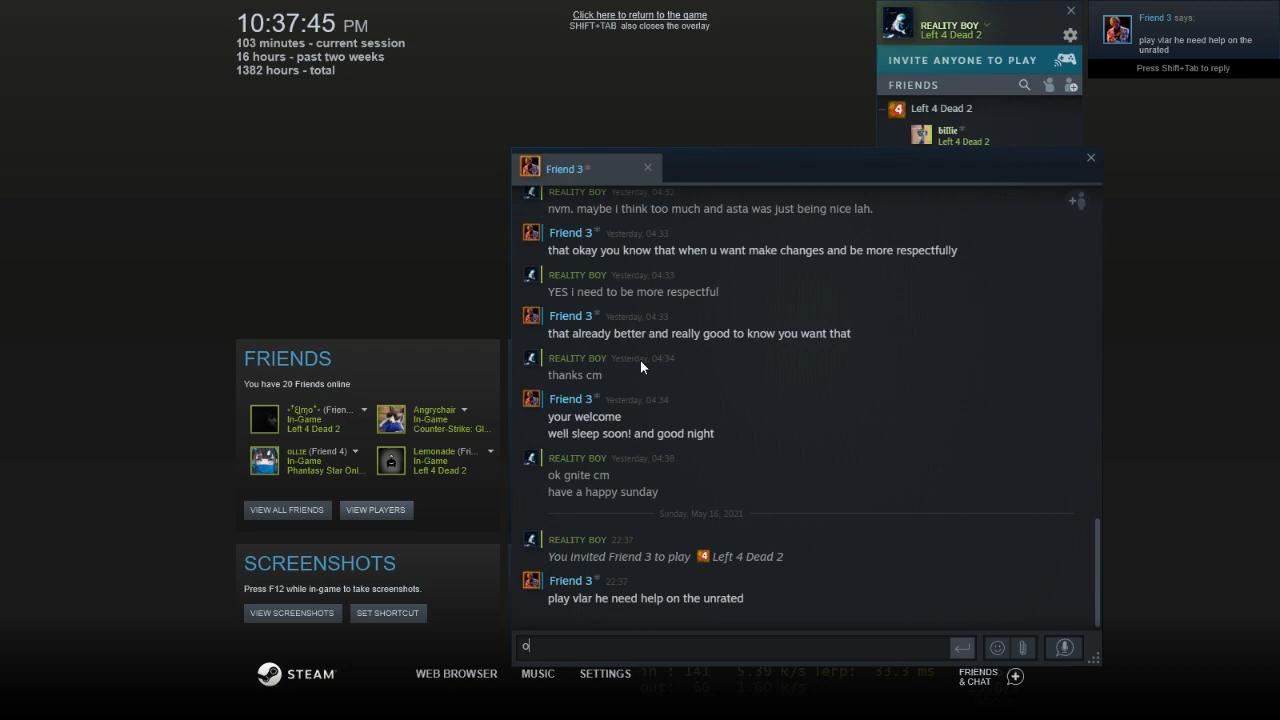 10:37:45 PM
103 minutes - current session
16 hours - past two weeks
1382 hours - total
Click here to return to the game
SHIFT+TAB also closes the overlay
REALITY BOY
Left 4 Dead 2
INVITE ANYONE TO PLAY
FRIENDS
Left 4 Dead 2
billie
Left 4 Dead 2
Friend 3 says:
play vlar he need help on the
unrated
Press Shift+Tab to reply
Friend 3
REALITY BOY Yesterday, 04:32
nvm. maybe i think too much and asta was just being nice lah.
Friend 3 * Yesterday, 04:33
that okay you know that when u want make changes and be more respectfully
REALITY BOY Yesterday, 04:33
YES i need to be more respectful
Friend 3 * Yesterday, 04:33
that already better and really good to know you want that
REALITY BOY Yesterday, 04:34
thanks cm
Friend 3 * Yesterday, 04:34
your welcome
well sleep soon! and good night
REALITY BOY Yesterday, 04:38
ok gnite cm
have a happy sunday
Sunday, May 16, 2021
REALITY BOY 22:37
You invited Friend 3 to play Left 4 Dead 2
Friend 3 * 22:37
play vlar he need help on the unrated
o
FRIENDS
You have 20 Friends online
(Frien...
In-Game
Left 4 Dead 2
Angrychair
In-Game
Counter-Strike: Gl...
OLLIE (Friend 4)
In-Game
Phantasy Star Onl...
Lemonade (Fri...
In-Game
Left 4 Dead 2
VIEW ALL FRIENDS
VIEW PLAYERS
SCREENSHOTS
Press F12 while in-game to take screenshots.
VIEW SCREENSHOTS
SET SHORTCUT
STEAM
WEB BROWSER
MUSIC
SETTINGS
in : 141 5.39 k/s lerp: 33.3 ms
out: 66 1.60 k/s
FRIENDS
& CHAT